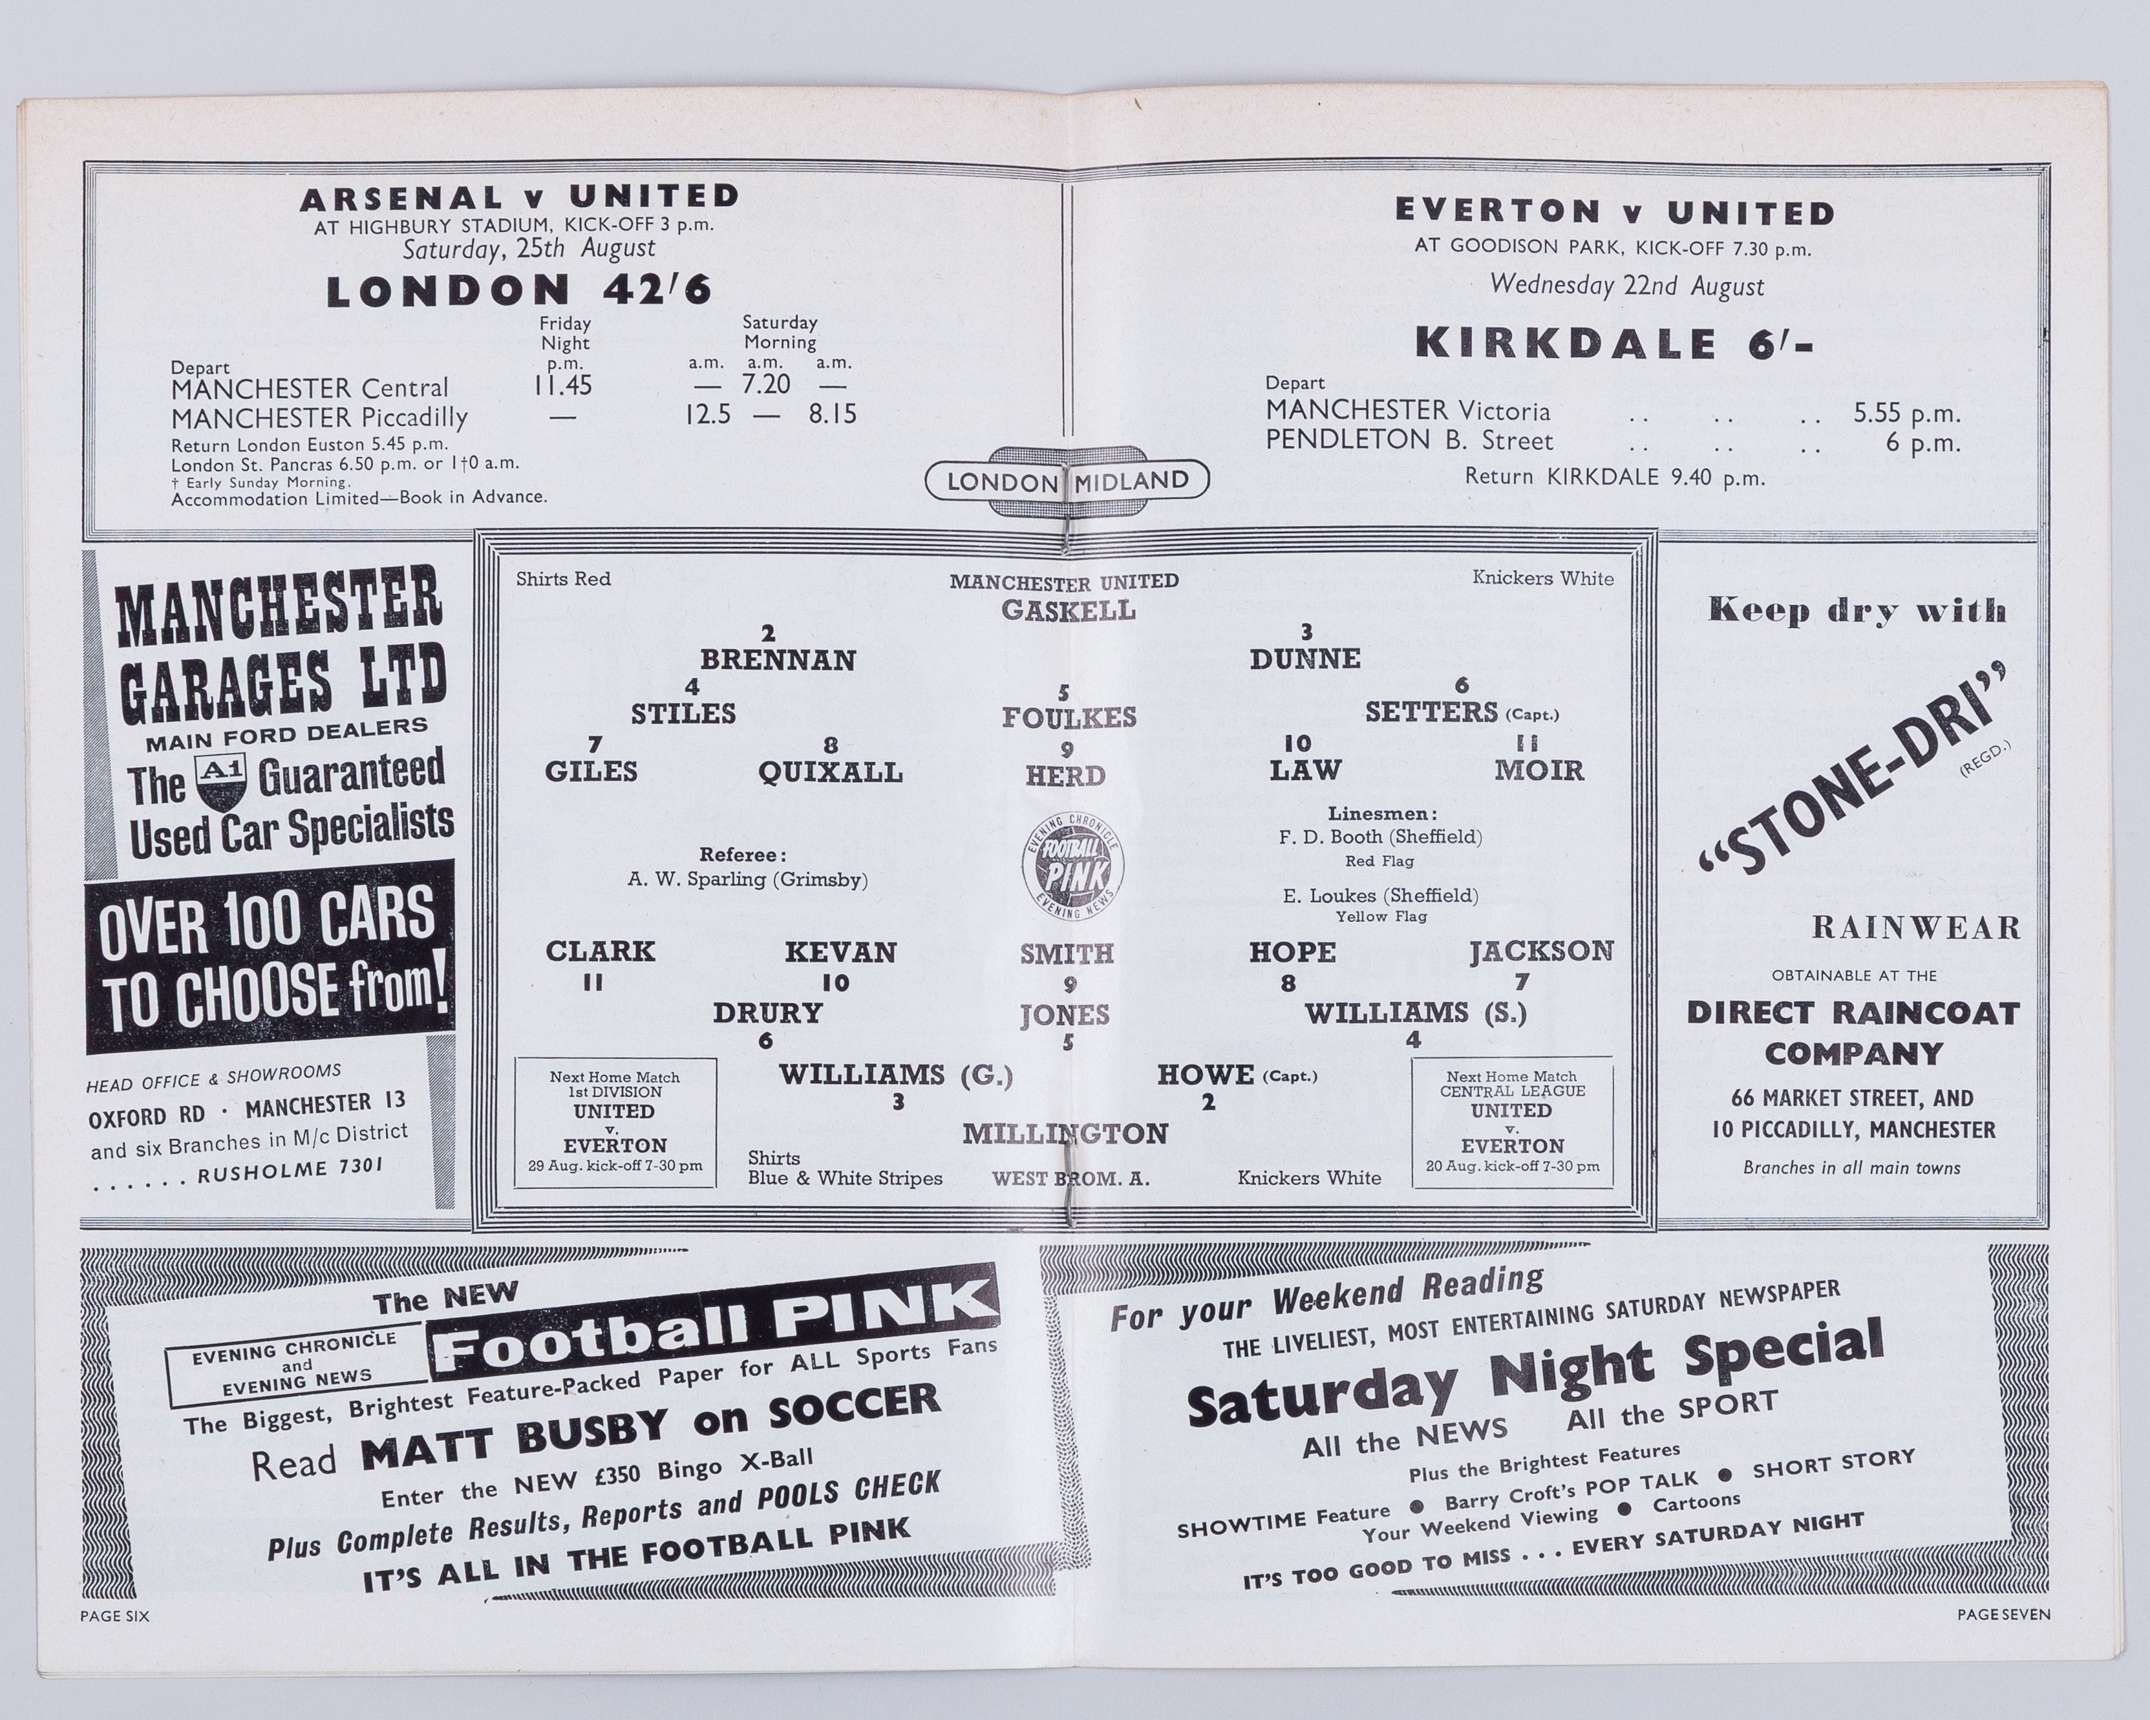 ARSENAL v UNITED
AT HIGHBURY STADIUM, KICK-OFF 3 p.m.
Saturday, 25th August
LONDON 42/6
Friday Saturday
Night Morning
Depart p.m. a.m. a.m. a.m.
MANCHESTER Central 11.45 — 7.20 —
MANCHESTER Piccadilly — 12.5 — 8.15
Return London Euston 5.45 p.m.
London St. Pancras 6.50 p.m. or 1†0 a.m.
† Early Sunday Morning.
Accommodation Limited—Book in Advance.
EVERTON v UNITED
AT GOODISON PARK, KICK-OFF 7.30 p.m.
Wednesday 22nd August
KIRKDALE 6/-
Depart
MANCHESTER Victoria .. .. .. 5.55 p.m.
PENDLETON B. Street .. .. .. 6 p.m.
Return KIRKDALE 9.40 p.m.
LONDON MIDLAND
MANCHESTER
GARAGES LTD
MAIN FORD DEALERS
The A1 Guaranteed
Used Car Specialists
OVER 100 CARS
TO CHOOSE from!
HEAD OFFICE & SHOWROOMS
OXFORD RD · MANCHESTER 13
and six Branches in M/c District
. . . . . . RUSHOLME 7301
Shirts Red MANCHESTER UNITED Knickers White
GASKELL
2 3
BRENNAN DUNNE
4 5 6
STILES FOULKES SETTERS (Capt.)
7 8 9 10 11
GILES QUIXALL HERD LAW MOIR
Referee:
A. W. Sparling (Grimsby)
EVENING CHRONICLE
FOOTBALL
PINK
EVENING NEWS
Linesmen:
F. D. Booth (Sheffield)
Red Flag
E. Loukes (Sheffield)
Yellow Flag
CLARK KEVAN SMITH HOPE JACKSON
11 10 9 8 7
DRURY JONES WILLIAMS (S.)
6 5 4
WILLIAMS (G.) HOWE (Capt.)
3 2
MILLINGTON
Shirts
Blue & White Stripes WEST BROM. A. Knickers White
Next Home Match
1st DIVISION
UNITED
v.
EVERTON
29 Aug. kick-off 7-30 pm
Next Home Match
CENTRAL LEAGUE
UNITED
v.
EVERTON
20 Aug. kick-off 7-30 pm
Keep dry with
"STONE-DRI"
(REGD.)
RAINWEAR
OBTAINABLE AT THE
DIRECT RAINCOAT
COMPANY
66 MARKET STREET, AND
10 PICCADILLY, MANCHESTER
Branches in all main towns
The NEW
EVENING CHRONICLE
and
EVENING NEWS
Football PINK
The Biggest, Brightest Feature-Packed Paper for ALL Sports Fans
Read MATT BUSBY on SOCCER
Enter the NEW £350 Bingo X-Ball
Plus Complete Results, Reports and POOLS CHECK
IT'S ALL IN THE FOOTBALL PINK
For your Weekend Reading
THE LIVELIEST, MOST ENTERTAINING SATURDAY NEWSPAPER
Saturday Night Special
All the NEWS All the SPORT
Plus the Brightest Features
SHOWTIME Feature ● Barry Croft's POP TALK ● SHORT STORY
Your Weekend Viewing ● Cartoons
IT'S TOO GOOD TO MISS . . . EVERY SATURDAY NIGHT
PAGE SIX
PAGE SEVEN